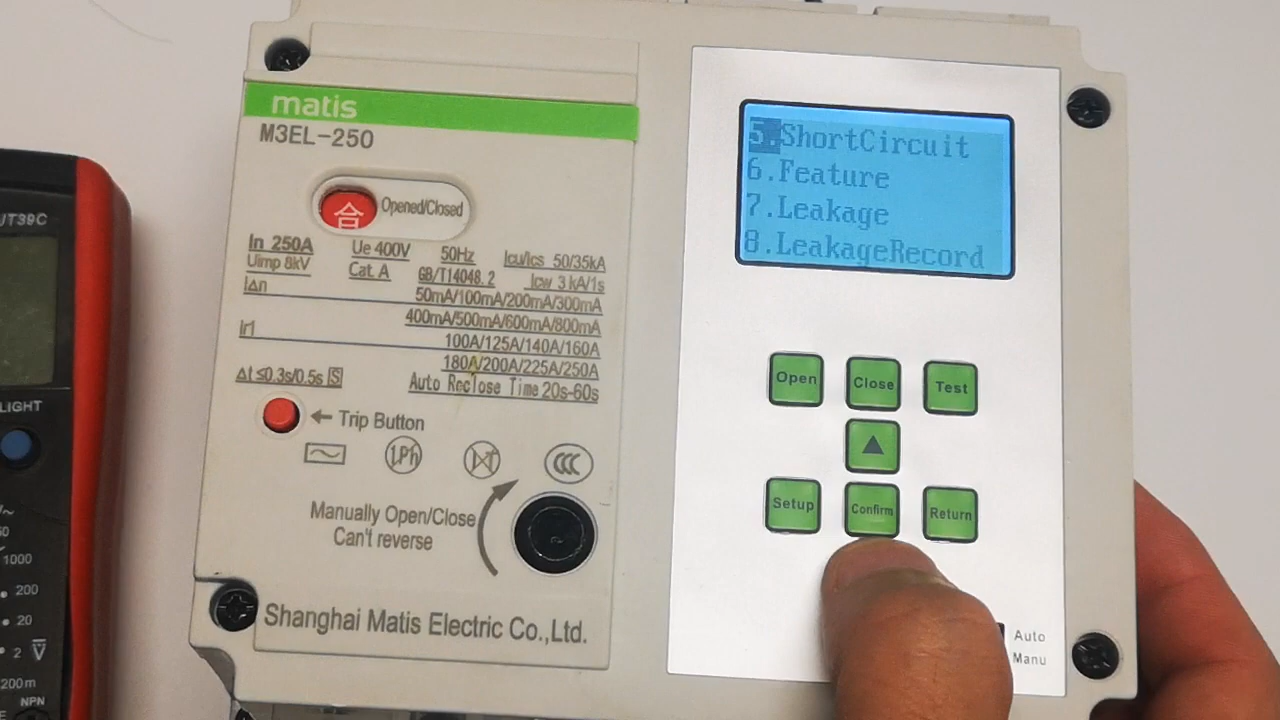 matis
M3EL-250
合
Opened/Closed
In 250A
Ue 400V
50Hz
Icu/Ics 50/35kA
Uimp 8kV
Cat. A
GB/T14048.2
Icw 3 kA/1s
I△n
50mA/100mA/200mA/300mA
400mA/500mA/600mA/800mA
Ir1
100A/125A/140A/160A
180A/200A/225A/250A
△t ≤0.3s/0.5s S
Auto Reclose Time 20s-60s
← Trip Button
1.Ph
CCC
Manually Open/Close
Can't reverse
Shanghai Matis Electric Co.,Ltd.
5.ShortCircuit
6.Feature
7.Leakage
8.LeakageRecord
Open
Close
Test
▲
Setup
Confirm
Return
Auto
Manu
/T39C
LIGHT
1000
200
20
2 V
200m
NPN